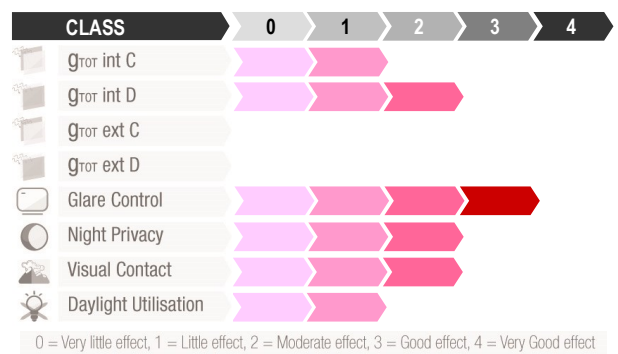 CLASS 0 1 2 3 4
gTOT int C
gTOT int D
gTOT ext C
gTOT ext D
Glare Control
Night Privacy
Visual Contact
Daylight Utilisation
0 = Very little effect, 1 = Little effect, 2 = Moderate effect, 3 = Good effect, 4 = Very Good effect